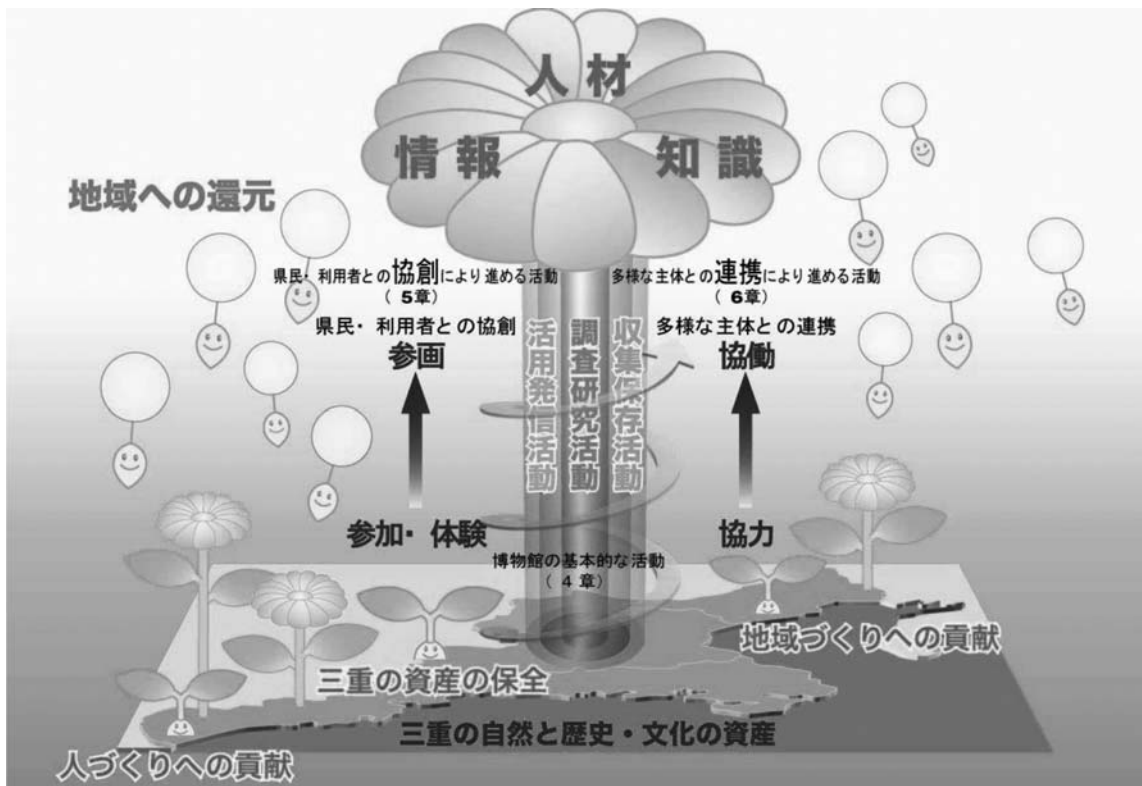 人材
情報
知識
地域への還元
県民・利用者との協創により進める活動
（ 5章）
県民・利用者との協創
参画
参加・体験
多様な主体との連携により進める活動
（ 6章）
多様な主体との連携
協働
協力
活用発信活動
調査研究活動
収集保存活動
博物館の基本的な活動
（ 4 章）
地域づくりへの貢献
三重の資産の保全
三重の自然と歴史・文化の資産
人づくりへの貢献